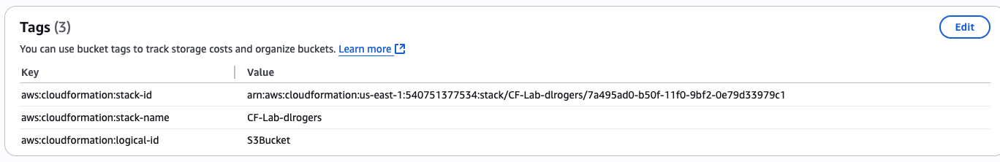 Tags (3)
Edit
You can use bucket tags to track storage costs and organize buckets. Learn more
Key Value
aws:cloudformation:stack-id arn:aws:cloudformation:us-east-1:540751377534:stack/CF-Lab-dlrogers/7a495ad0-b50f-11f0-9bf2-0e79d33979c1
aws:cloudformation:stack-name CF-Lab-dlrogers
aws:cloudformation:logical-id S3Bucket